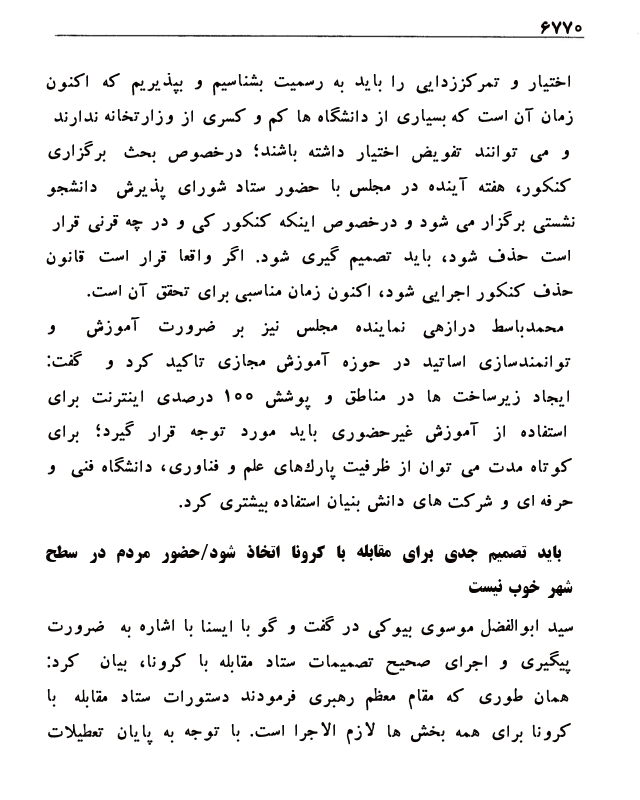 ۶۷۷۰
اختیار و تمرکززدایی را باید به رسمیت بشناسیم و بپذیریم که اکنون
زمان آن است که بسیاری از دانشگاه ها کم و کسری از وزارتخانه ندارند
و می توانند تفویض اختیار داشته باشند؛ درخصوص بحث برگزاری
کنکور، هفته آینده در مجلس با حضور ستاد شورای پذیرش دانشجو
نشستی برگزار می شود و درخصوص اینکه کنکور کی و در چه قرنی قرار
است حذف شود، باید تصمیم گیری شود. اگر واقعا قرار است قانون
حذف کنکور اجرایی شود، اکنون زمان مناسبی برای تحقق آن است.
محمدباسط درازهی نماینده مجلس نیز بر ضرورت آموزش و
توانمندسازی اساتید در حوزه آموزش مجازی تاکید کرد و گفت:
ایجاد زیرساخت ها در مناطق و پوشش ۱۰۰ درصدی اینترنت برای
استفاده از آموزش غیرحضوری باید مورد توجه قرار گیرد؛ برای
کوتاه مدت می توان از ظرفیت پارك‌های علم و فناوری، دانشگاه فنی و
حرفه ای و شرکت های دانش بنیان استفاده بیشتری کرد.
باید تصمیم جدی برای مقابله با کرونا اتخاذ شود/حضور مردم در سطح
شهر خوب نیست
سید ابوالفضل موسوی بیوکی در گفت و گو با ایسنا با اشاره به ضرورت
پیگیری و اجرای صحیح تصمیمات ستاد مقابله با کرونا، بیان کرد:
همان طوری که مقام معظم رهبری فرمودند دستورات ستاد مقابله با
کرونا برای همه بخش ها لازم الاجرا است. با توجه به پایان تعطیلات